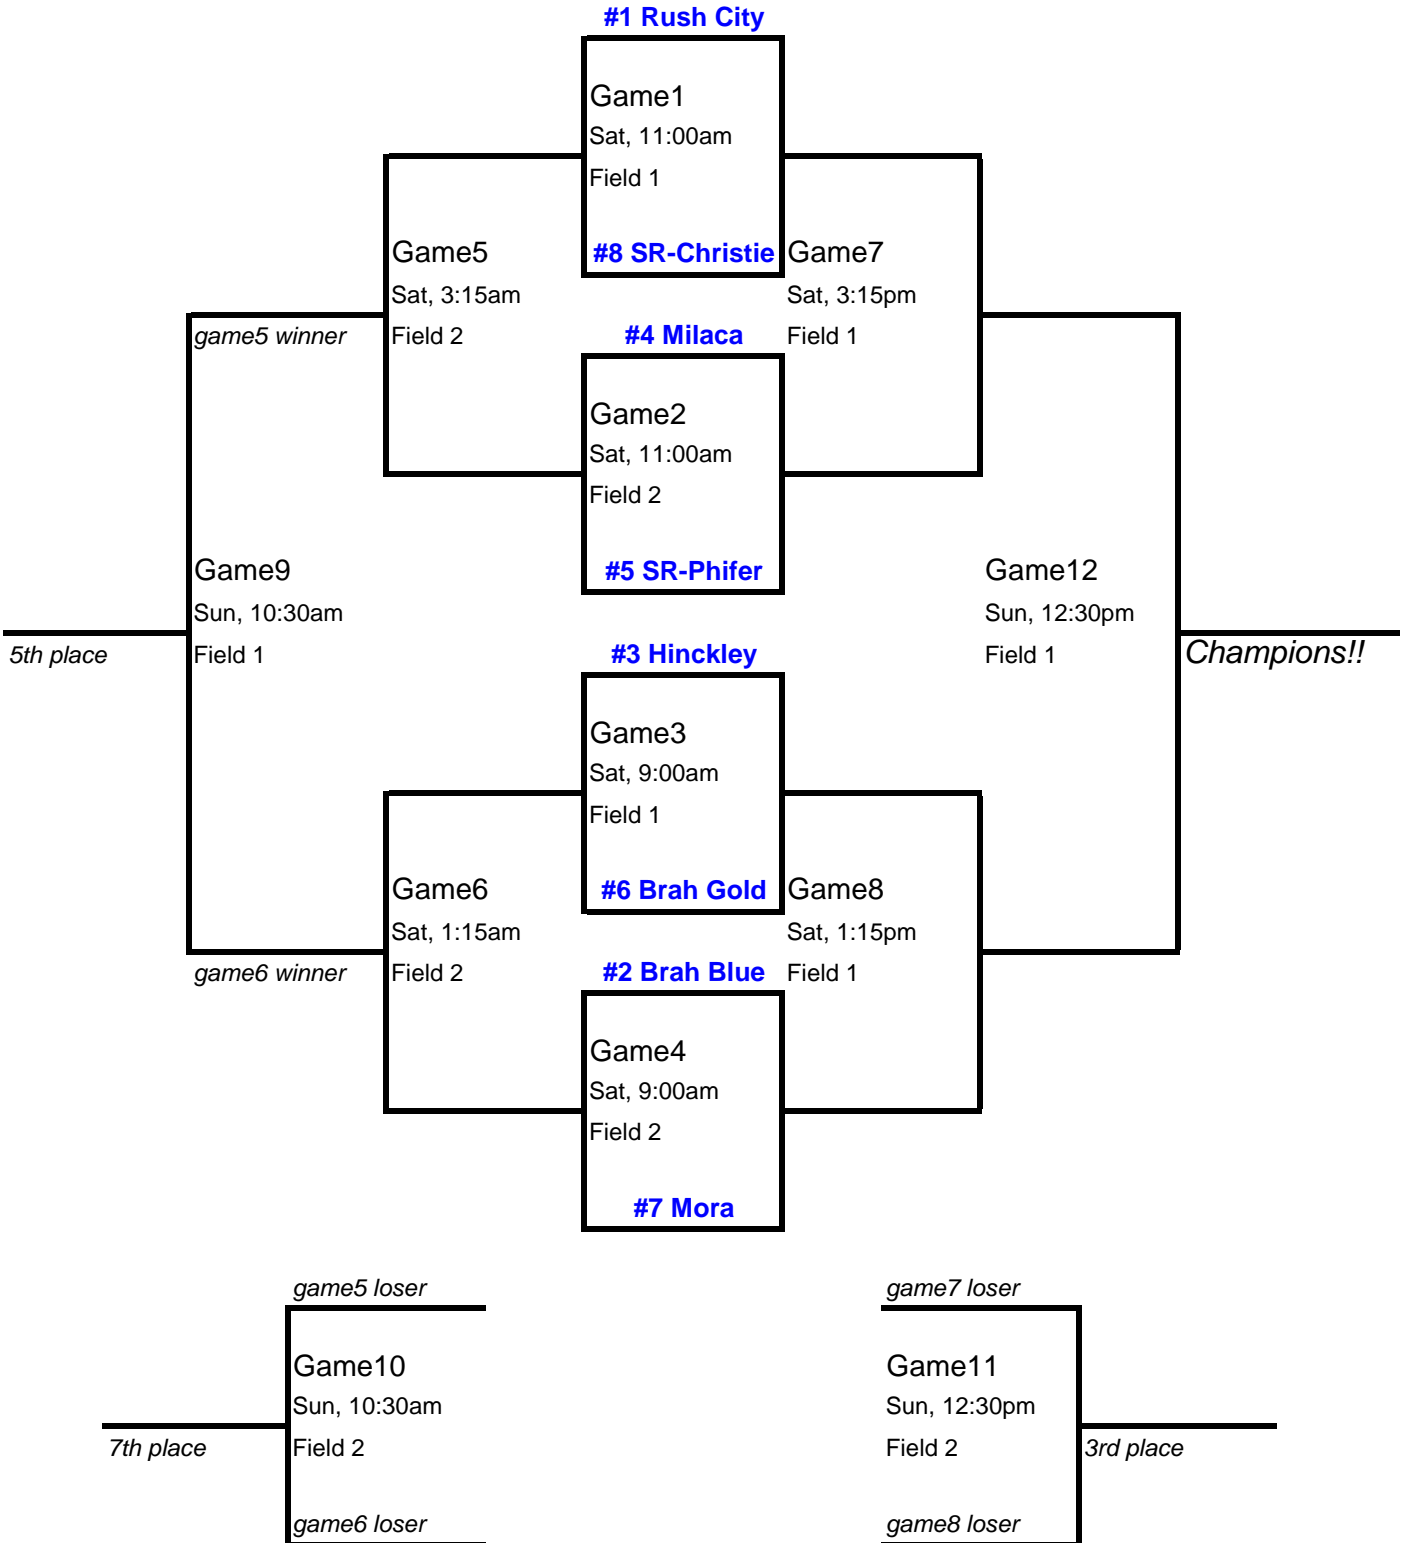 #1 Rush City
Game1
Sat, 11:00am
Field 1
#8 SR-Christie
Game5
Sat, 3:15am
Field 2
game5 winner
Game7
Sat, 3:15pm
Field 1
#4 Milaca
Game2
Sat, 11:00am
Field 2
#5 SR-Phifer
Game9
Sun, 10:30am
Field 1
5th place
Game12
Sun, 12:30pm
Field 1
Champions!!
#3 Hinckley
Game3
Sat, 9:00am
Field 1
#6 Brah Gold
Game6
Sat, 1:15am
Field 2
game6 winner
Game8
Sat, 1:15pm
Field 1
#2 Brah Blue
Game4
Sat, 9:00am
Field 2
#7 Mora
game5 loser
Game10
Sun, 10:30am
Field 2
7th place
game6 loser
game7 loser
Game11
Sun, 12:30pm
Field 2
3rd place
game8 loser